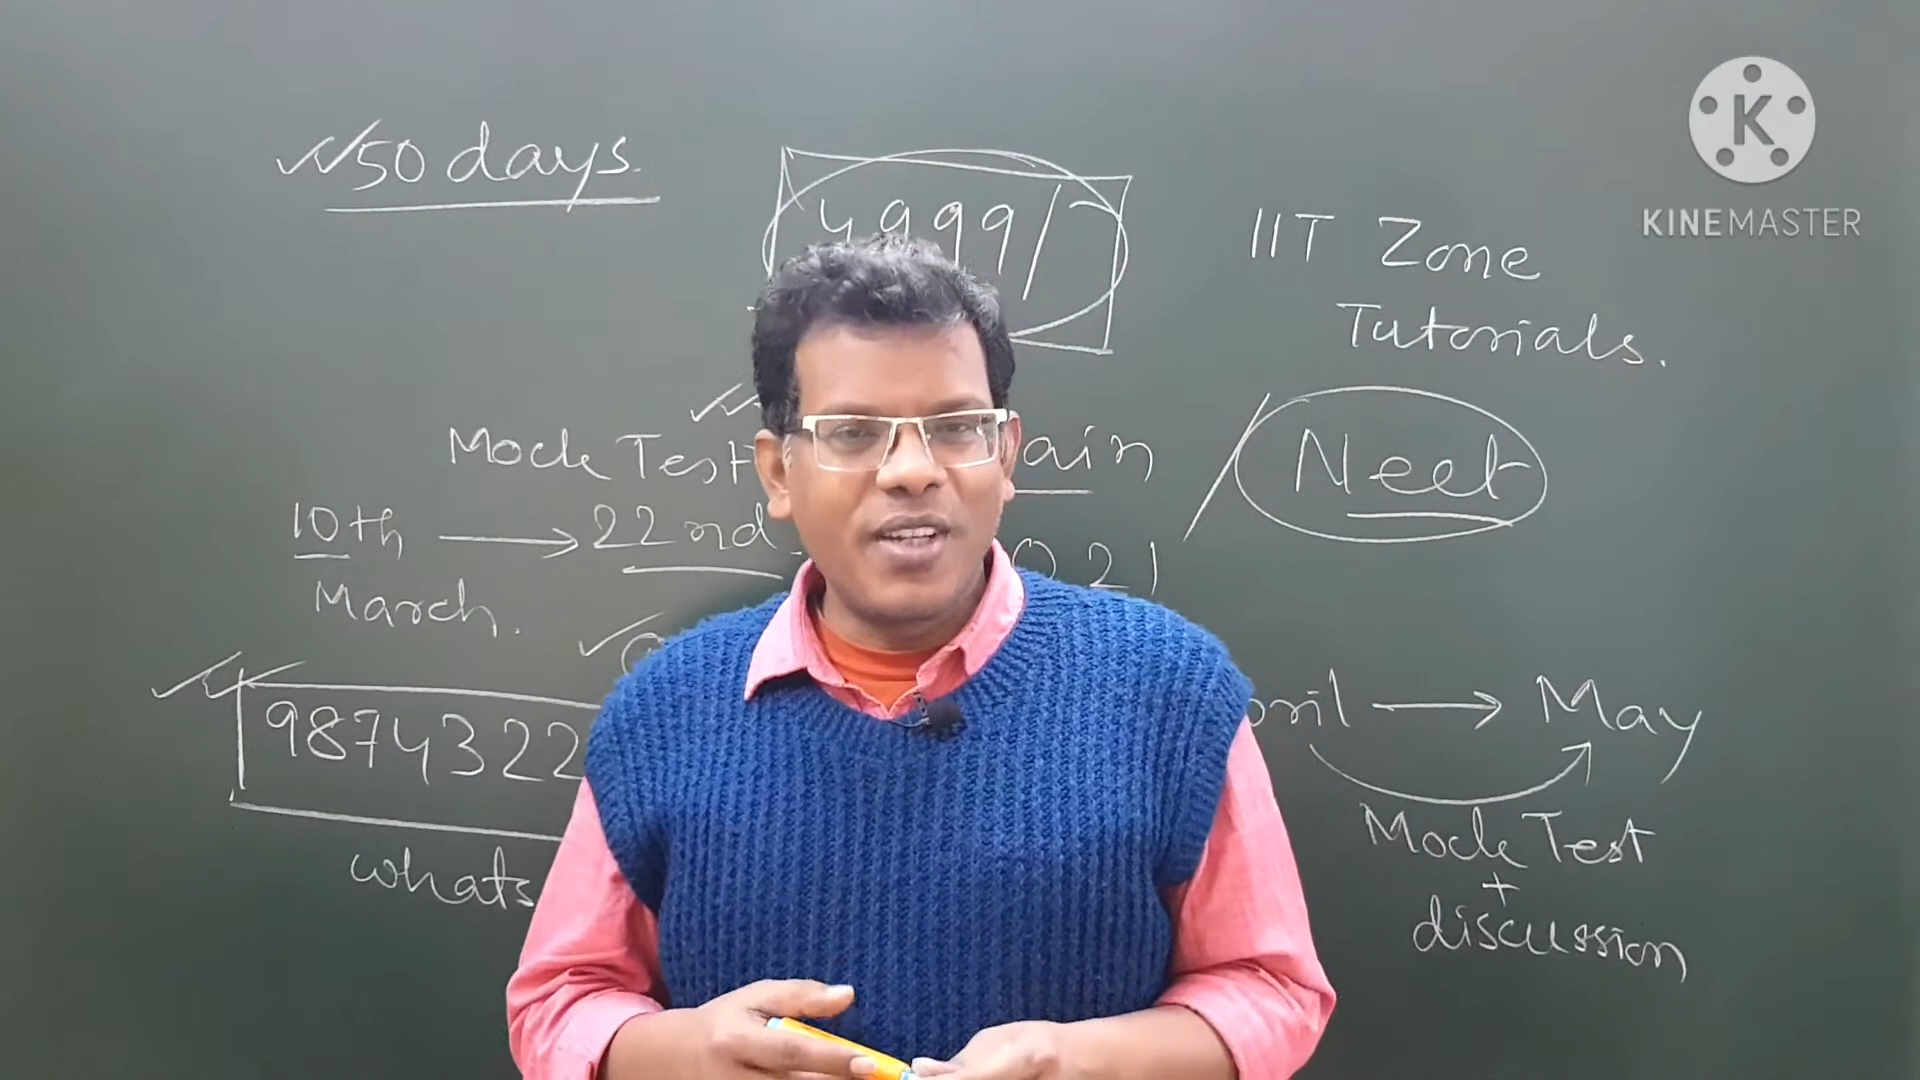 50 days.
4999/-
IIT Zone
Tutorials.
KINEMASTER
Mock Test
ain
/ Neet
10th → 22nd
021
March.
9874322
pril → May
whats
Mock Test
+
discussion